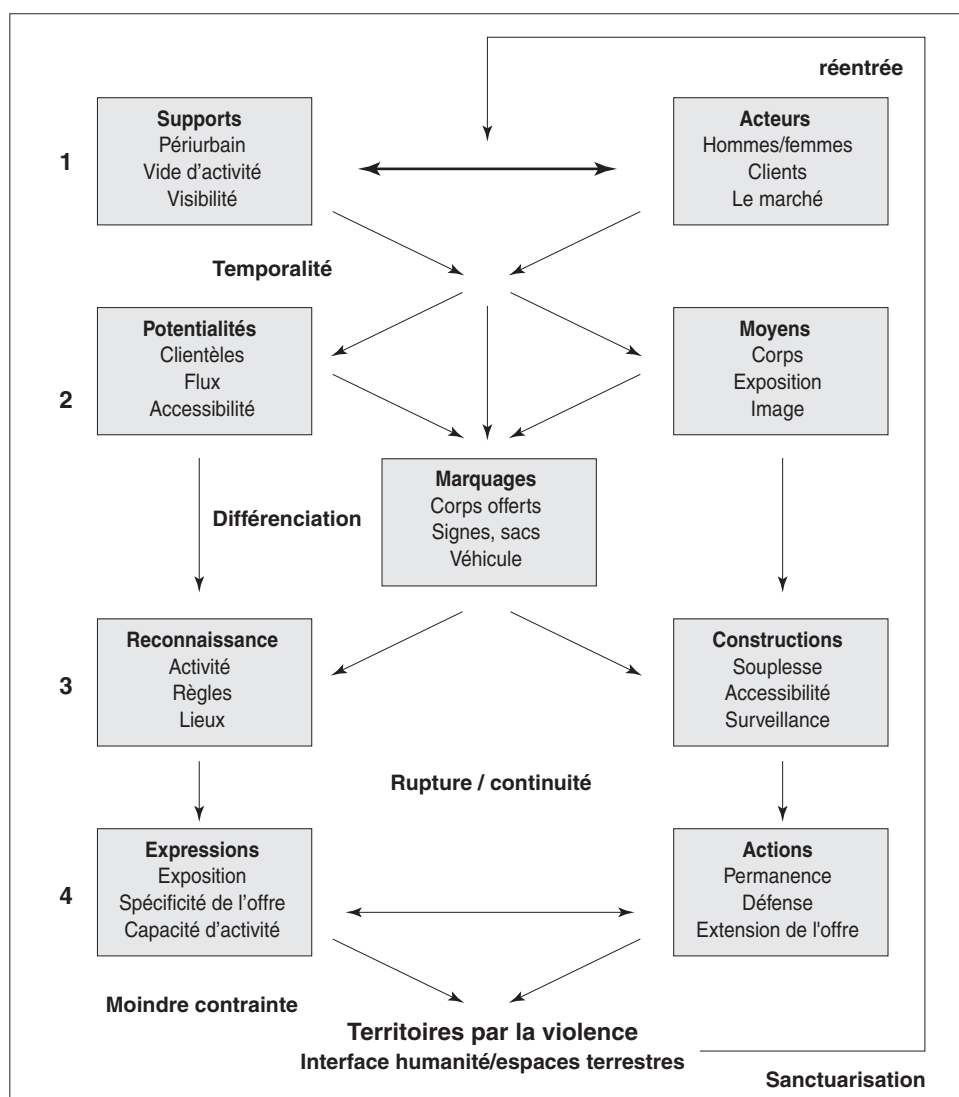 réentrée
1
Supports
Périurbain
Vide d’activité
Visibilité
Acteurs
Hommes/femmes
Clients
Le marché
Temporalité
2
Potentialités
Clientèles
Flux
Accessibilité
Moyens
Corps
Exposition
Image
Marquages
Corps offerts
Signes, sacs
Véhicule
Différenciation
3
Reconnaissance
Activité
Règles
Lieux
Constructions
Souplesse
Accessibilité
Surveillance
Rupture / continuité
4
Expressions
Exposition
Spécificité de l’offre
Capacité d’activité
Actions
Permanence
Défense
Extension de l'offre
Moindre contrainte
Territoires par la violence
Interface humanité/espaces terrestres
Sanctuarisation